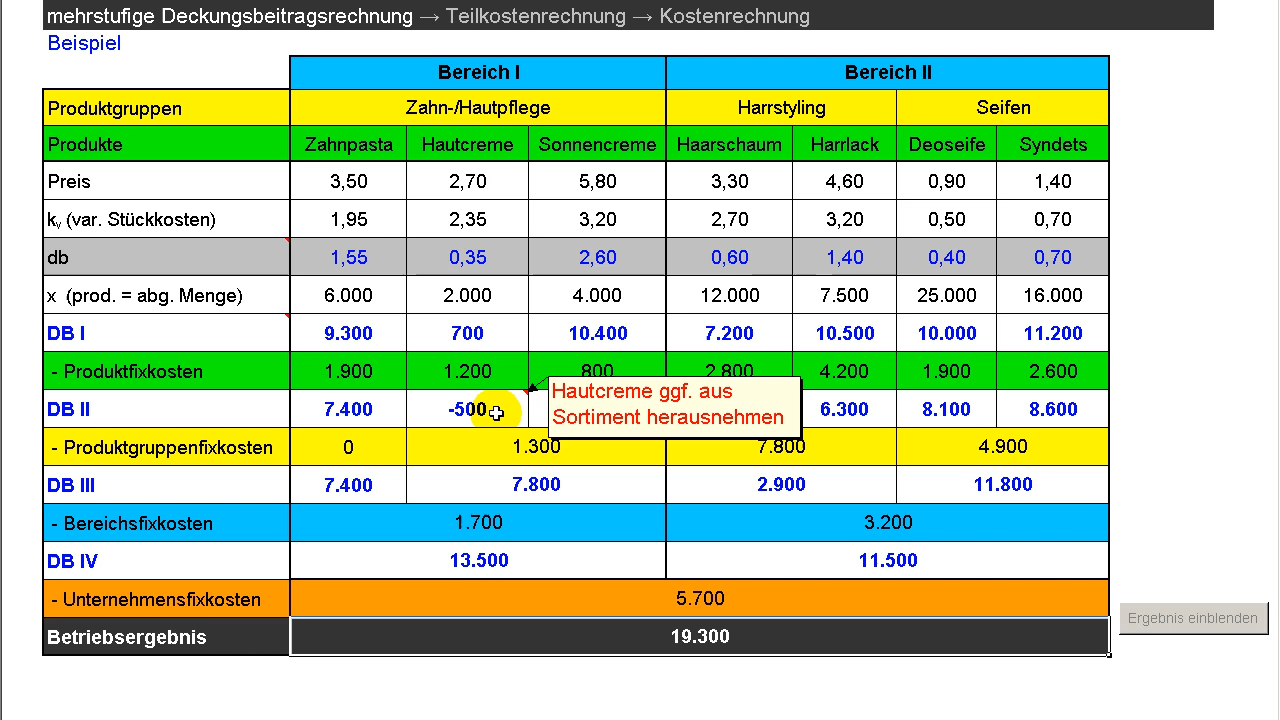 mehrstufige Deckungsbeitragsrechnung → Teilkostenrechnung → Kostenrechnung
Beispiel
Bereich I Bereich II
Produktgruppen Zahn-/Hautpflege Harrstyling Seifen
Produkte Zahnpasta Hautcreme Sonnencreme Haarschaum Harrlack Deoseife Syndets
Preis 3,50 2,70 5,80 3,30 4,60 0,90 1,40
kv (var. Stückkosten) 1,95 2,35 3,20 2,70 3,20 0,50 0,70
db 1,55 0,35 2,60 0,60 1,40 0,40 0,70
x (prod. = abg. Menge) 6.000 2.000 4.000 12.000 7.500 25.000 16.000
DB I 9.300 700 10.400 7.200 10.500 10.000 11.200
- Produktfixkosten 1.900 1.200 800 2.800 4.200 1.900 2.600
Hautcreme ggf. aus
Sortiment herausnehmen
DB II 7.400 -500 6.300 8.100 8.600
- Produktgruppenfixkosten 0 1.300 7.800 4.900
DB III 7.400 7.800 2.900 11.800
- Bereichsfixkosten 1.700 3.200
DB IV 13.500 11.500
- Unternehmensfixkosten 5.700
Ergebnis einblenden
Betriebsergebnis 19.300